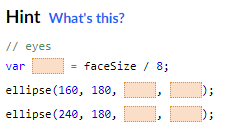 Hint What's this?
// eyes
var = faceSize / 8;
ellipse(160, 180, , );
ellipse(240, 180, , );